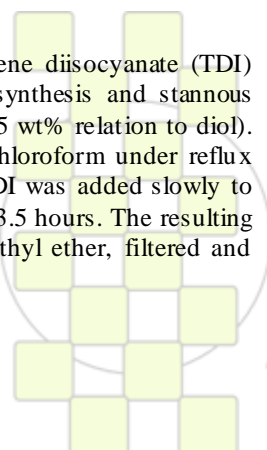 ene diisocyanate (TDI)
synthesis and stannous
5 wt% relation to diol).
hloroform under reflux
DI was added slowly to
3.5 hours. The resulting
thyl ether, filtered and